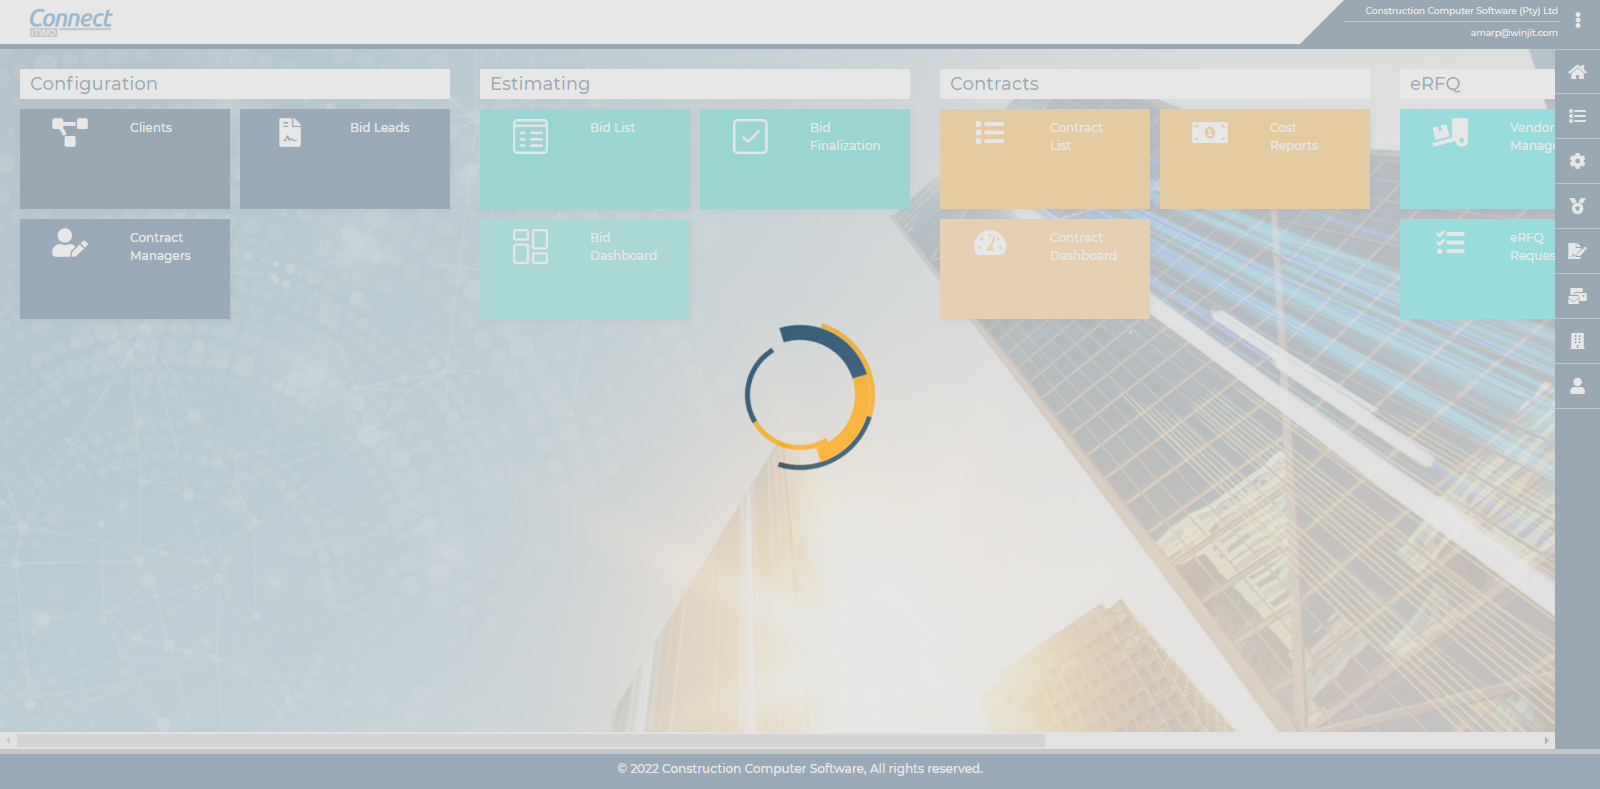 Connect
iTWO
Construction Computer Software (Pty) Ltd
amarp@winjit.com
Configuration
Clients
Bid Leads
Contract
Managers
Estimating
Bid List
Bid
Finalization
Bid
Dashboard
Contracts
Contract
List
Cost
Reports
Contract
Dashboard
eRFQ
Vendor
Manage
eRFQ
Reques
© 2022 Construction Computer Software, All rights reserved.